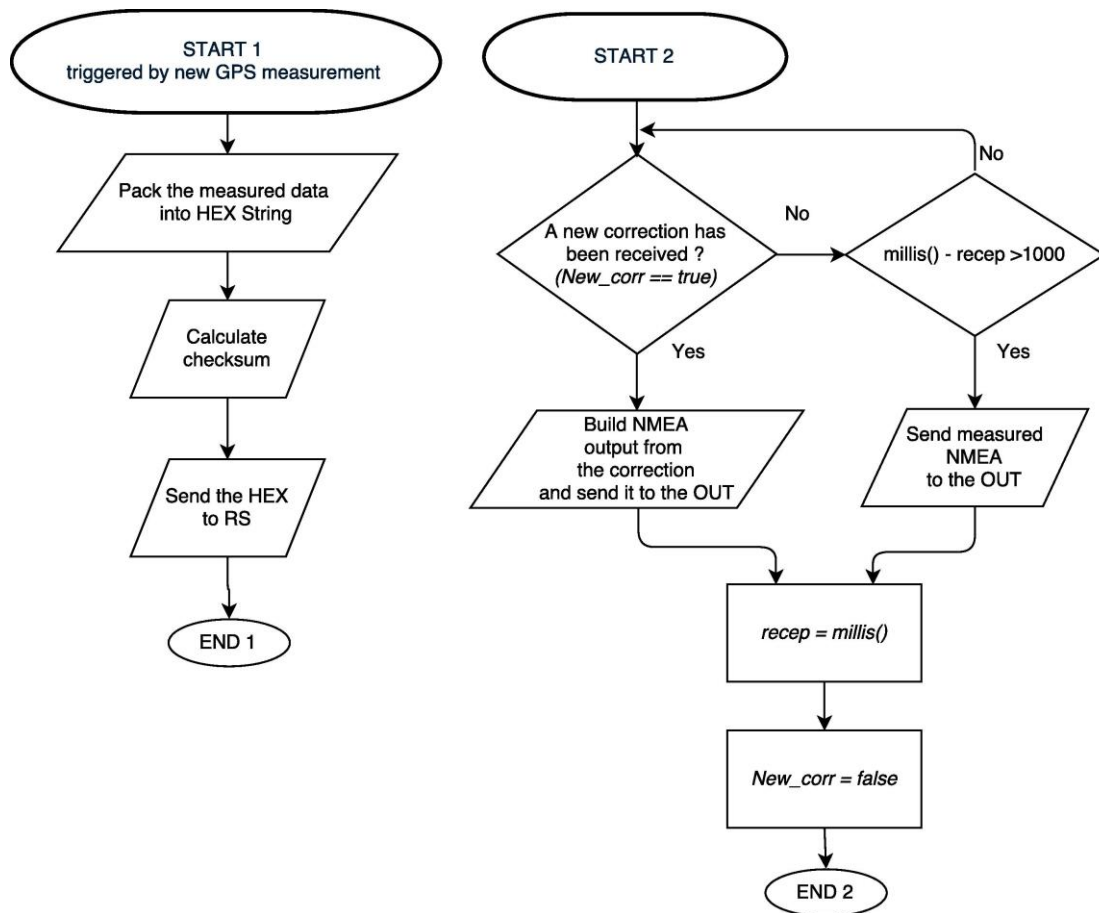 START 1
triggered by new GPS measurement
Pack the measured data
into HEX String
Calculate
checksum
Send the HEX
to RS
END 1
START 2
A new correction has
been received ?
(New_corr == true)
No
No
millis() - recep >1000
Yes
Yes
Build NMEA
output from
the correction
and send it to the OUT
Send measured
NMEA
to the OUT
recep = millis()
New_corr = false
END 2